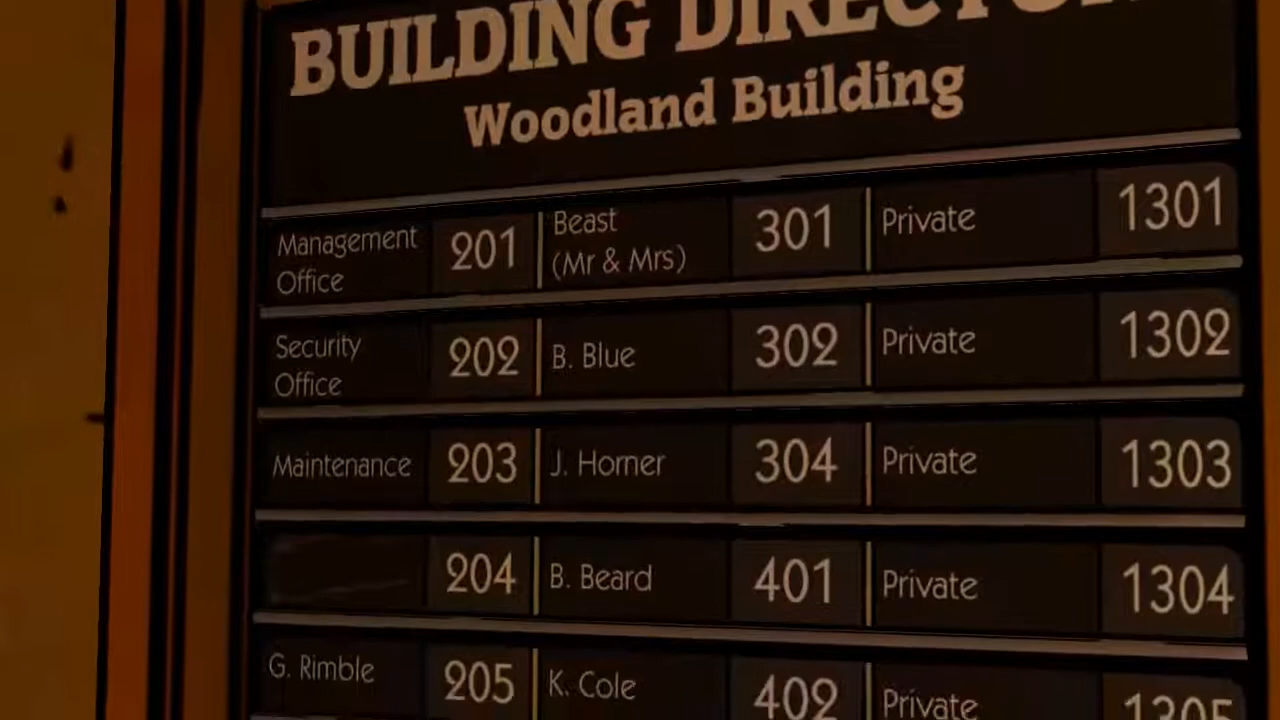 BUILDING
Woodland Building
Management Office 201 Beast (Mr & Mrs) 301 Private 1301
Security Office 202 B. Blue 302 Private 1302
Maintenance 203 J. Horner 304 Private 1303
204 B. Beard 401 Private 1304
G. Rimble 205 K. Cole 402 Private 1305